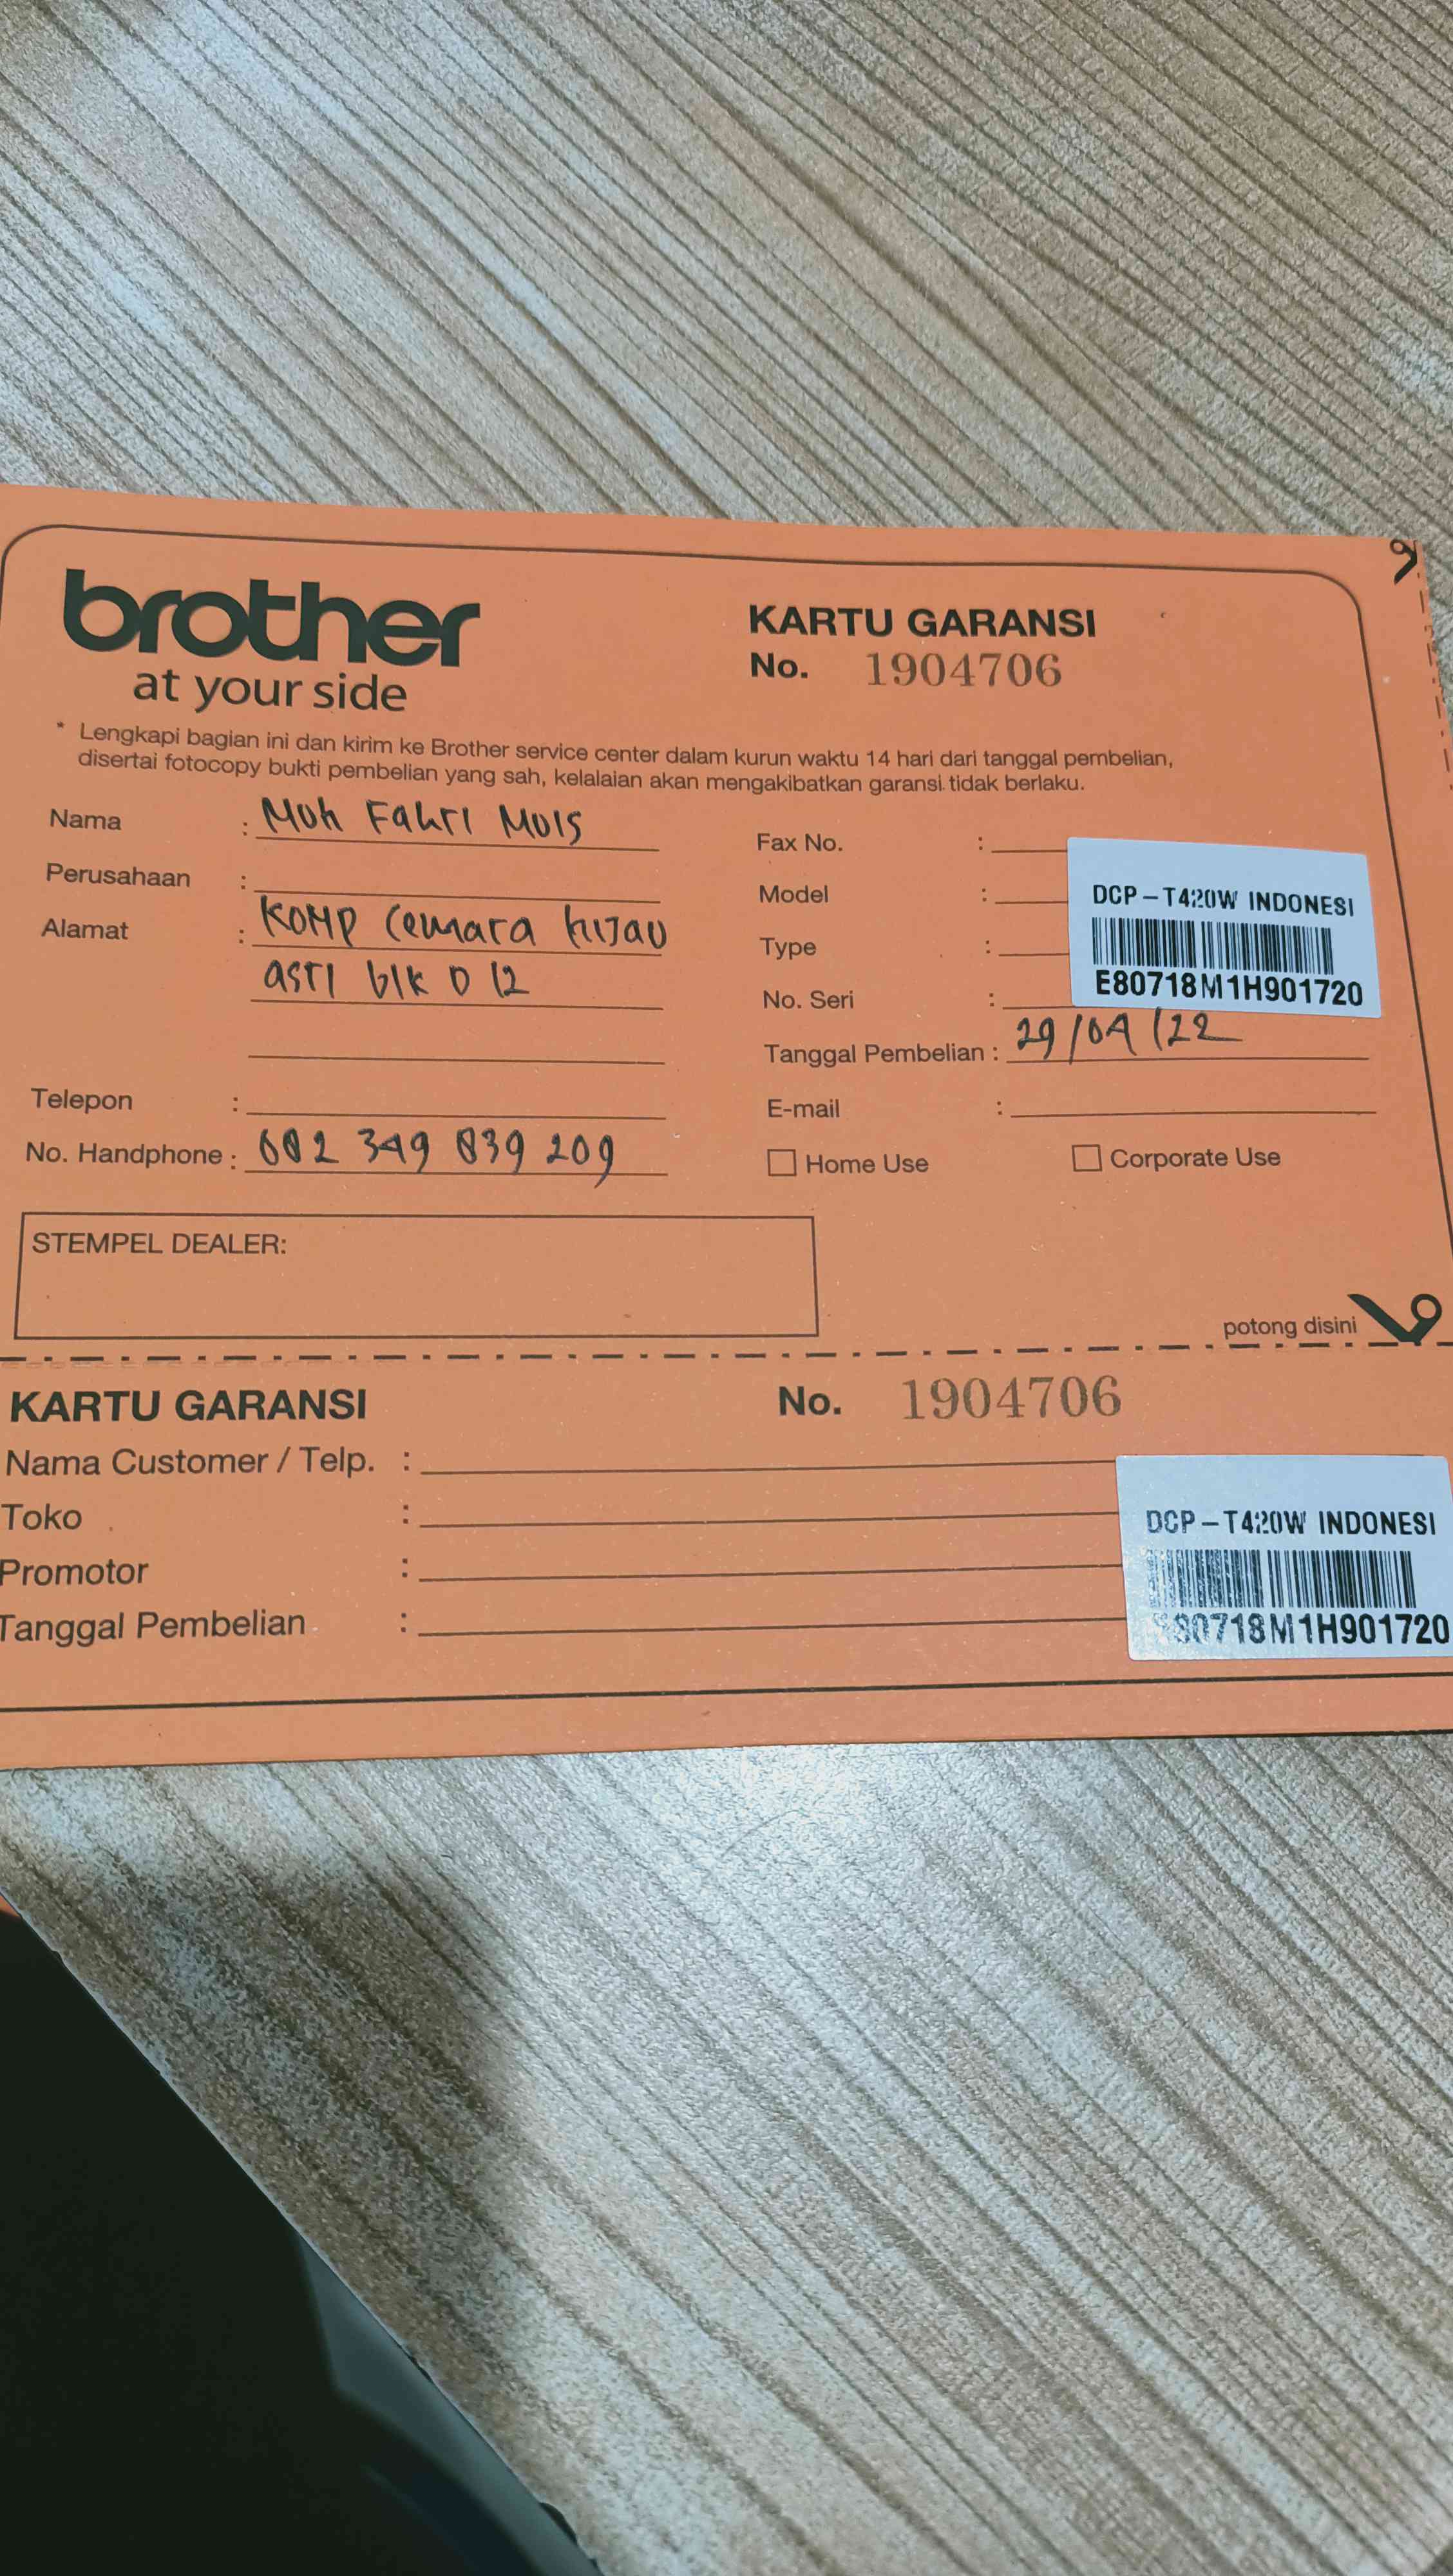 brother
at your side
KARTU GARANSI
No. 1904706
* Lengkapi bagian ini dan kirim ke Brother service center dalam kurun waktu 14 hari dari tanggal pembelian,
disertai fotocopy bukti pembelian yang sah, kelalaian akan mengakibatkan garansi tidak berlaku.
Nama : Moh Fahri Muis
Perusahaan :
Alamat : KOMP Cemara hijau
asri blk D 12
Telepon :
No. Handphone : 082 349 839 209
Fax No. :
Model :
Type :
No. Seri :
DCP-T420W INDONESI
E80718M1H901720
Tanggal Pembelian : 29/04/22
E-mail :
Home Use
Corporate Use
STEMPEL DEALER:
potong disini
KARTU GARANSI
No. 1904706
Nama Customer / Telp. :
Toko :
Promotor :
Tanggal Pembelian :
DCP-T420W INDONESI
E80718M1H901720